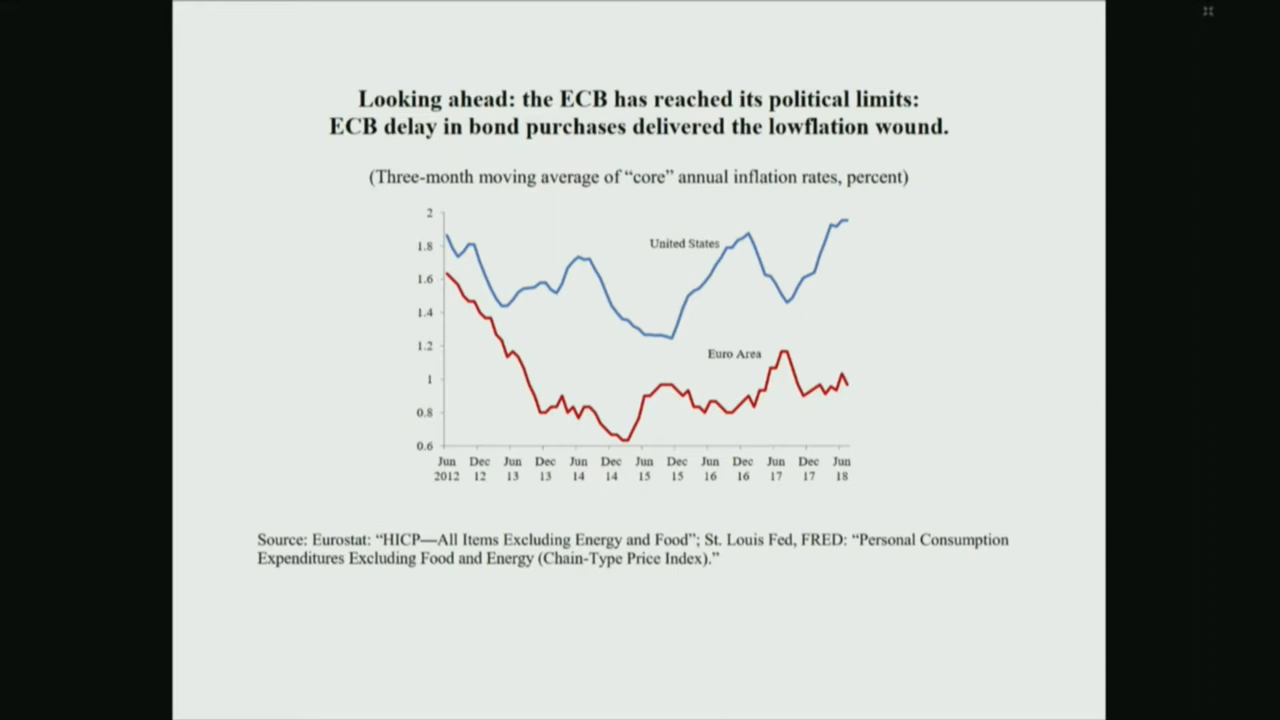 Looking ahead: the ECB has reached its political limits:
ECB delay in bond purchases delivered the lowflation wound.
(Three-month moving average of “core” annual inflation rates, percent)
2
1.8
1.6
1.4
1.2
1
0.8
0.6
United States
Euro Area
Jun Dec Jun Dec Jun Dec Jun Dec Jun Dec Jun Dec Jun
2012 12 13 13 14 14 15 15 16 16 17 17 18
Source: Eurostat: “HICP—All Items Excluding Energy and Food”; St. Louis Fed, FRED: “Personal Consumption
Expenditures Excluding Food and Energy (Chain-Type Price Index).”